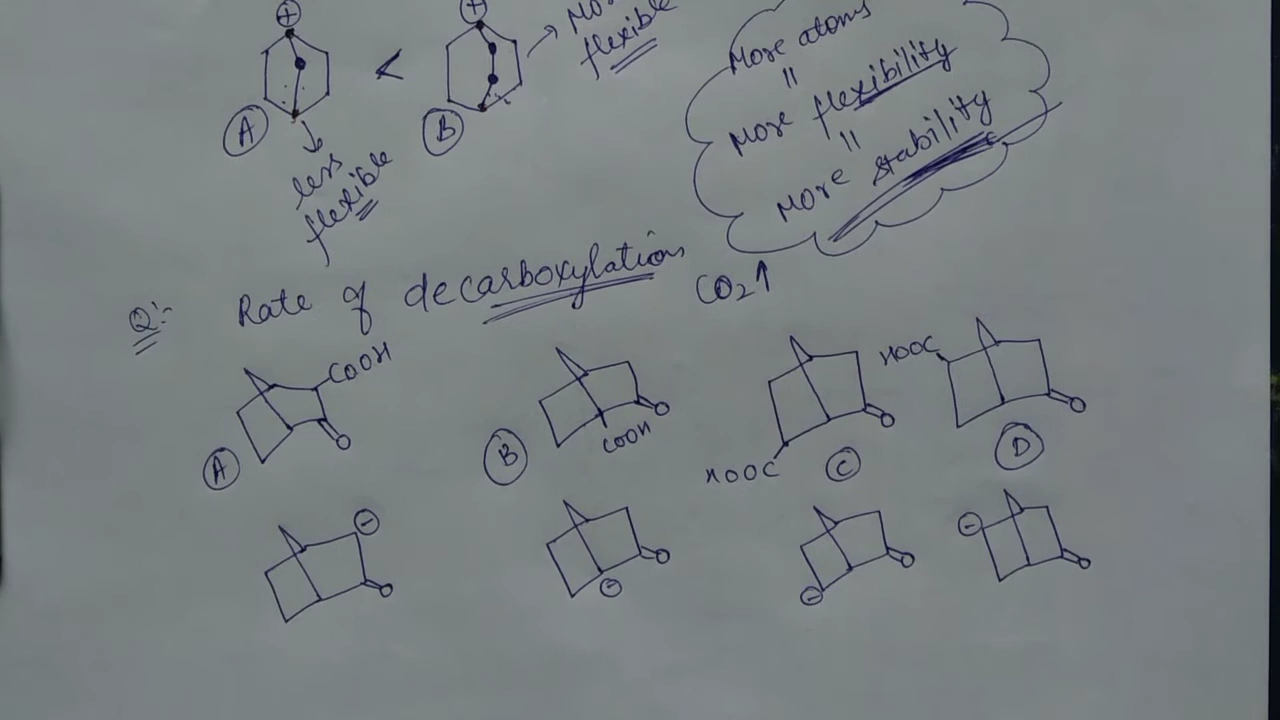 ⊕
⊕
<
flexible
A
B
less
flexible
More atoms
"
More flexibility
"
More stability
Q:- Rate of decarboxylation CO2↑
COOH
O
A
COOH
O
B
HOOC
O
C
HOOC
O
D
⊖
O
⊖
O
⊖
O
⊖
O